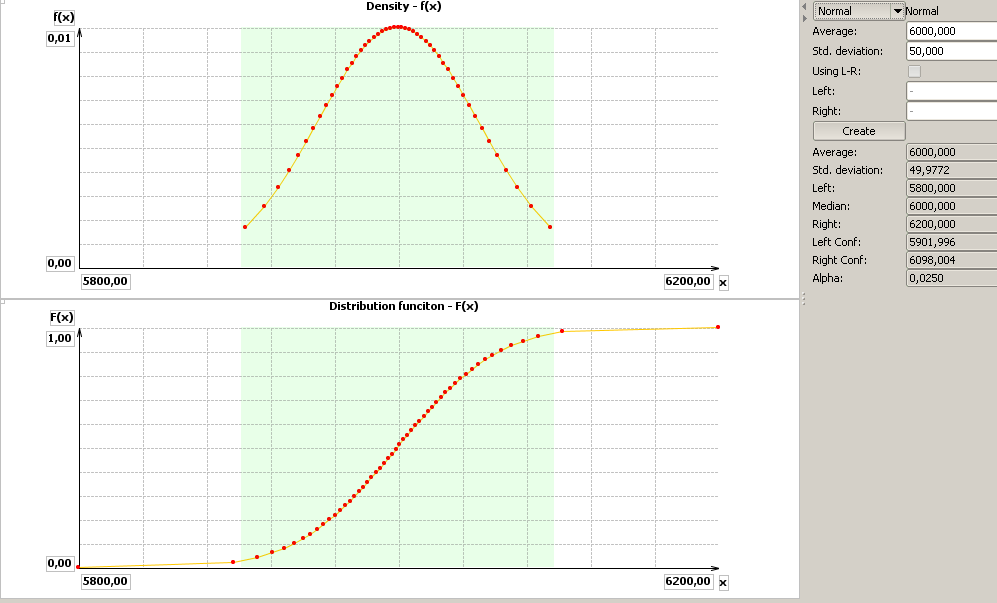 Density - f(x)
f(x)
0,01
0,00
5800,00
6200,00
x
Distribution funciton - F(x)
F(x)
1,00
0,00
5800,00
6200,00
x
Normal Normal
Average: 6000,000
Std. deviation: 50,000
Using L-R:
Left: -
Right: -
Create
Average: 6000,000
Std. deviation: 49,9772
Left: 5800,000
Median: 6000,000
Right: 6200,000
Left Conf: 5901,996
Right Conf: 6098,004
Alpha: 0,0250